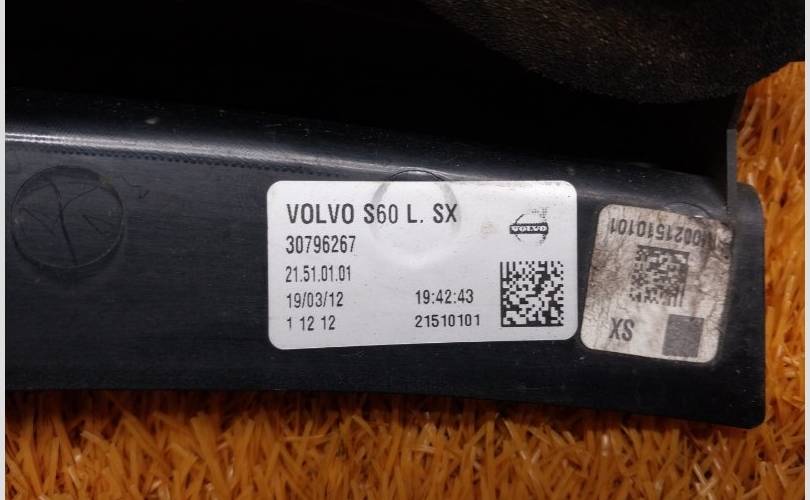 VOLVO S60 L. SX
VOLVO
30796267
21.51.01.01
19/03/12 19:42:43
1 12 12 21510101
SX